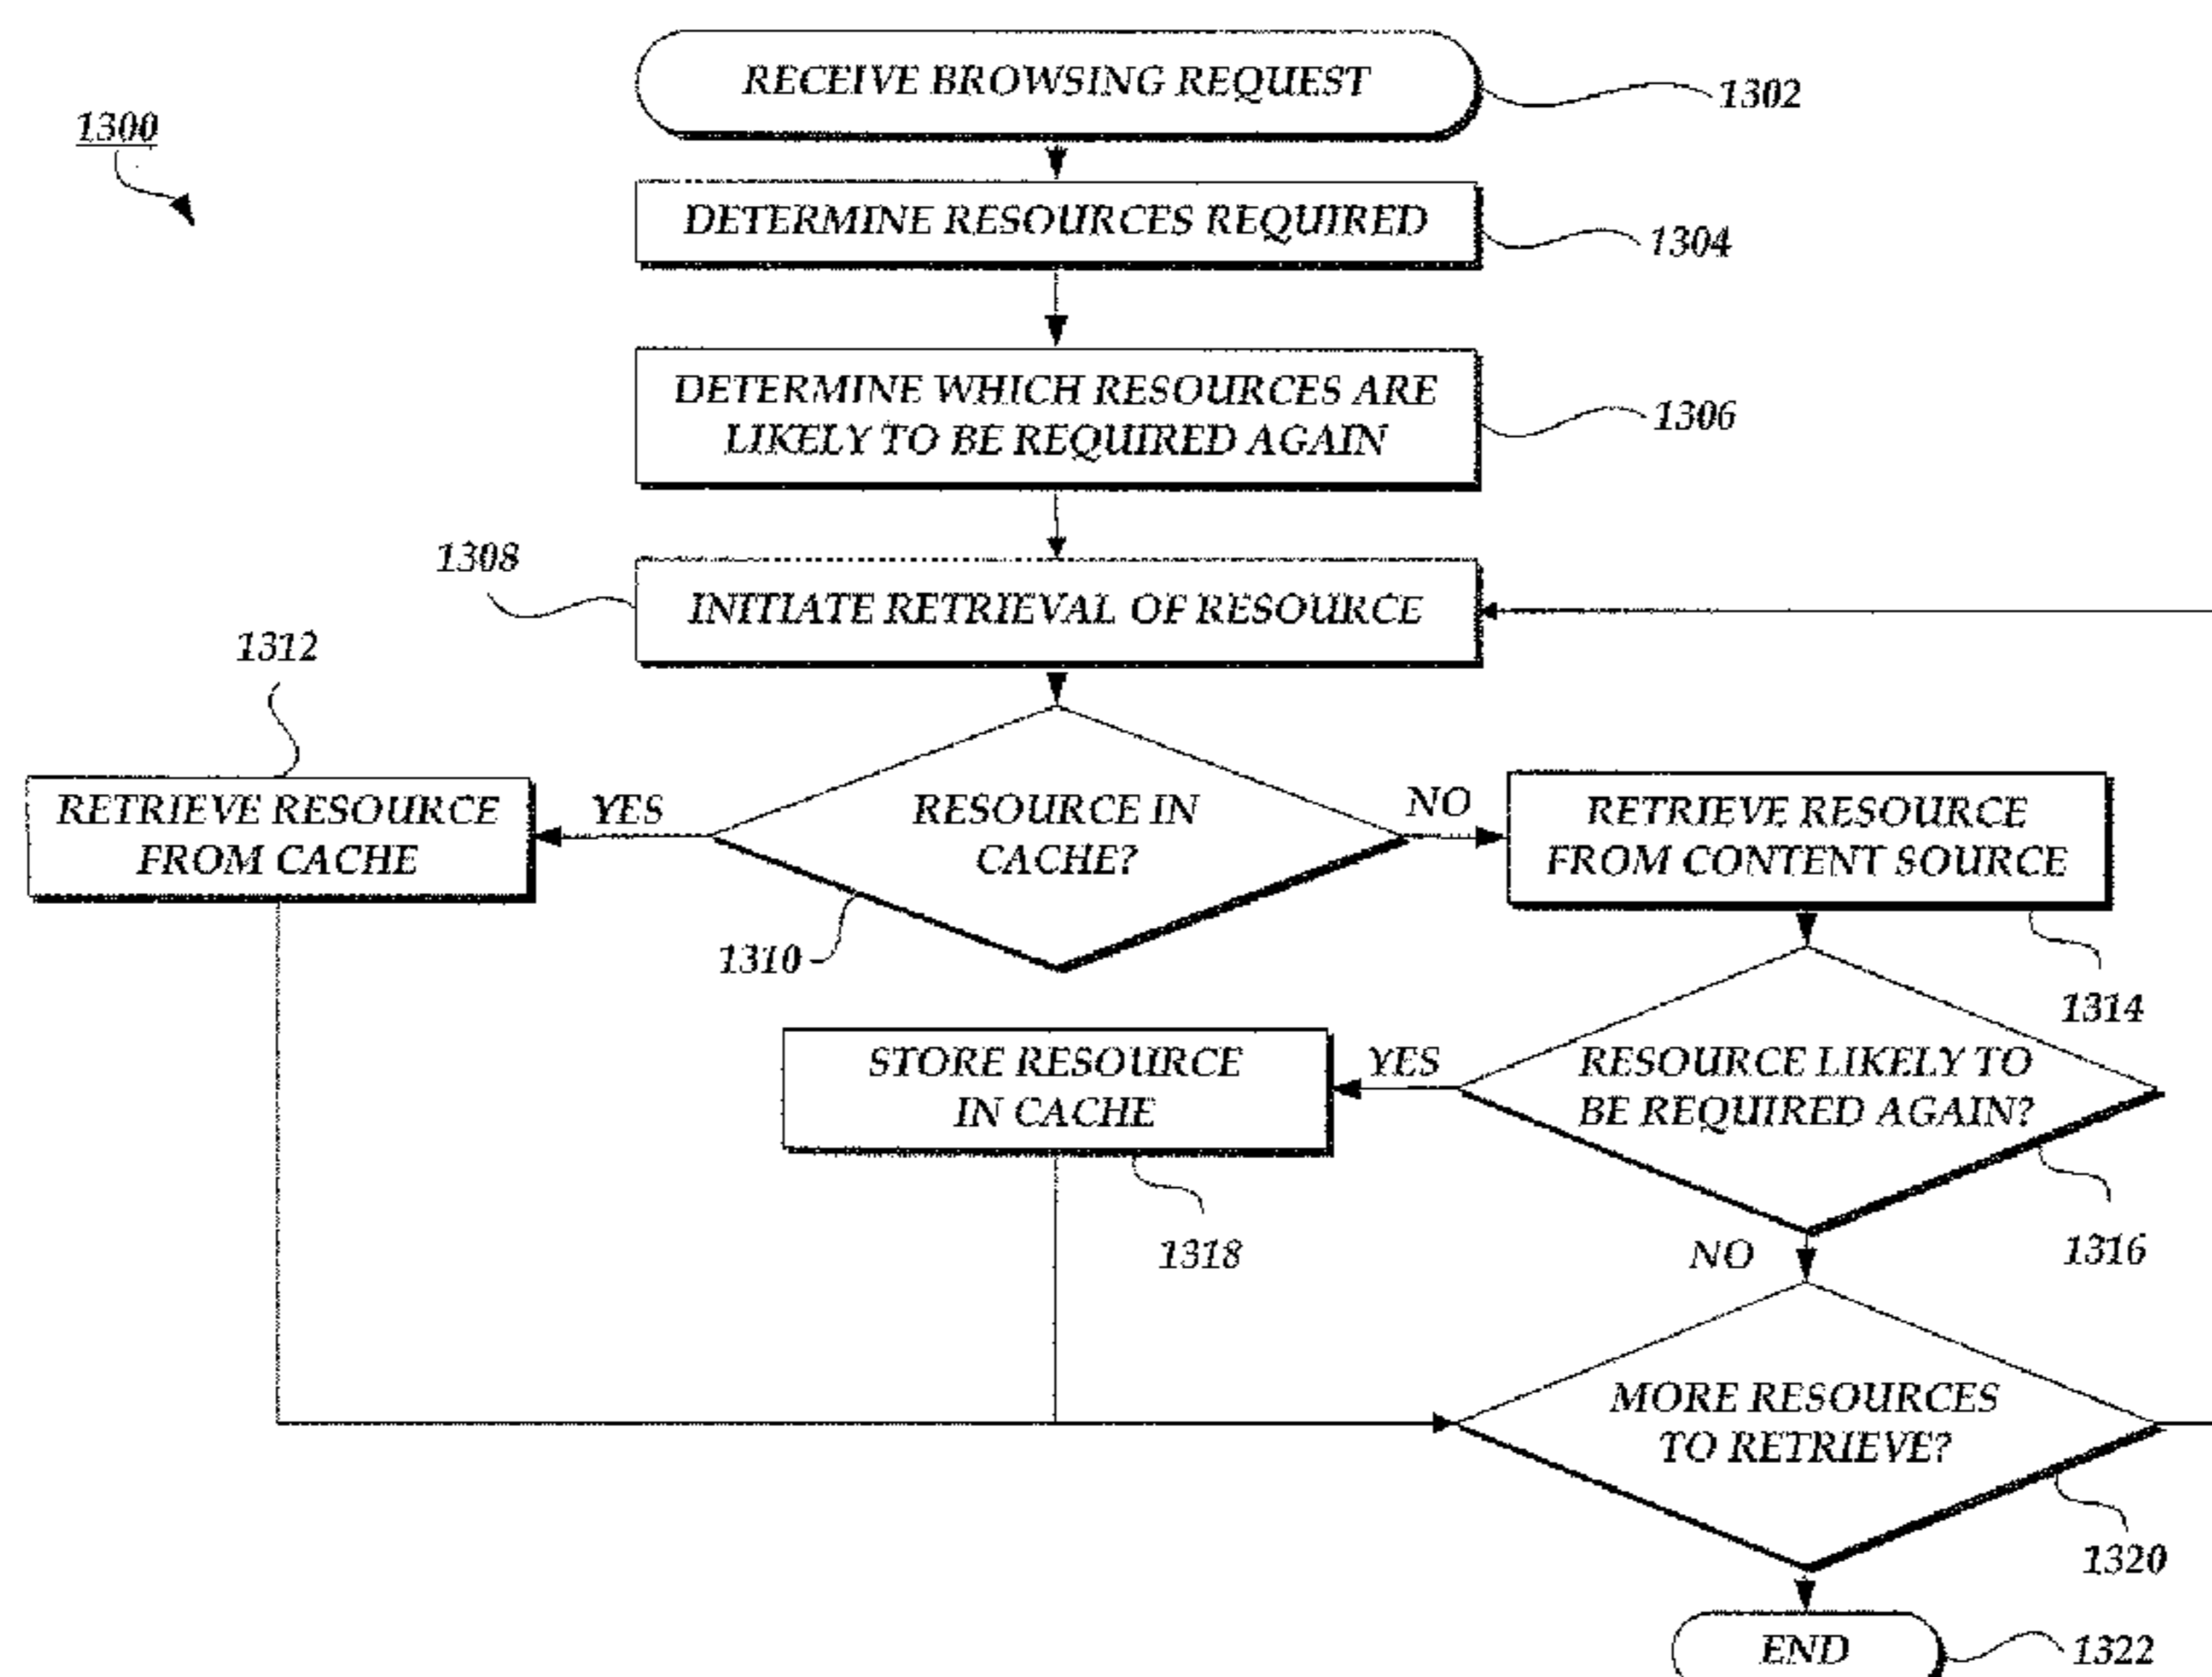 RECEIVE BROWSING REQUEST
1302
1300
DETERMINE RESOURCES REQUIRED
1304
DETERMINE WHICH RESOURCES ARE
LIKELY TO BE REQUIRED AGAIN
1306
1308
INITIATE RETRIEVAL OF RESOURCE
1312
RETRIEVE RESOURCE
FROM CACHE
YES
RESOURCE IN
CACHE?
NO
RETRIEVE RESOURCE
FROM CONTENT SOURCE
1310
1314
STORE RESOURCE
IN CACHE
YES
RESOURCE LIKELY TO
BE REQUIRED AGAIN?
1318
NO
1316
MORE RESOURCES
TO RETRIEVE?
1320
END
1322